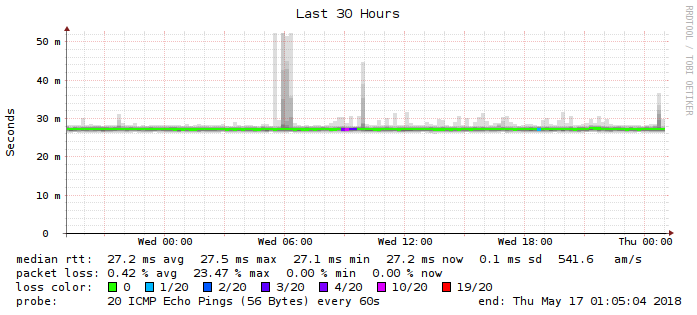 Last 30 Hours
RRDTOOL / TOBI OETIKER
Seconds
50 m
40 m
30 m
20 m
10 m
0
Wed 00:00 Wed 06:00 Wed 12:00 Wed 18:00 Thu 00:00
median rtt: 27.2 ms avg 27.5 ms max 27.1 ms min 27.2 ms now 0.1 ms sd 541.6 am/s
packet loss: 0.42 % avg 23.47 % max 0.00 % min 0.00 % now
loss color: 0 1/20 2/20 3/20 4/20 10/20 19/20
probe: 20 ICMP Echo Pings (56 Bytes) every 60s end: Thu May 17 01:05:04 2018